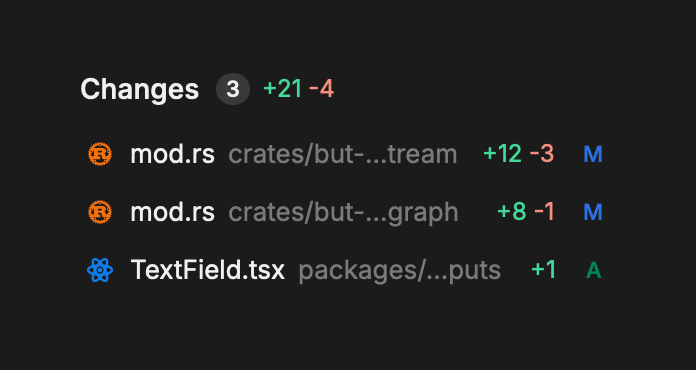 Changes 3 +21 -4
mod.rs crates/but-...tream +12 -3 M
mod.rs crates/but-...graph +8 -1 M
TextField.tsx packages/...puts +1 A